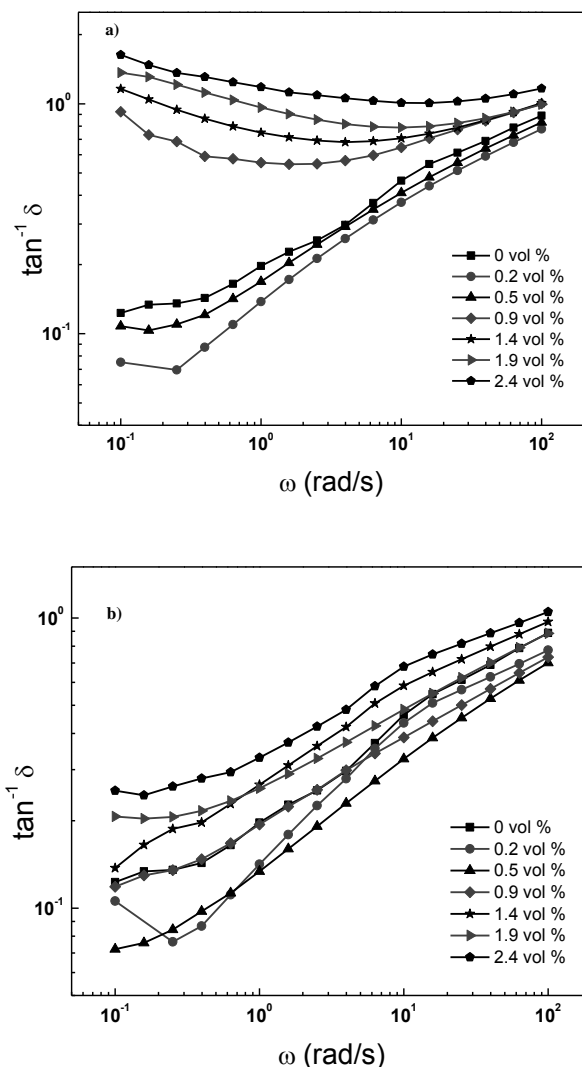 a)
10⁰
10⁻¹
tan⁻¹ δ
0 vol %
0.2 vol %
0.5 vol %
0.9 vol %
1.4 vol %
1.9 vol %
2.4 vol %
10⁻¹ 10⁰ 10¹ 10²
ω (rad/s)
b)
10⁰
10⁻¹
tan⁻¹ δ
0 vol %
0.2 vol %
0.5 vol %
0.9 vol %
1.4 vol %
1.9 vol %
2.4 vol %
10⁻¹ 10⁰ 10¹ 10²
ω (rad/s)